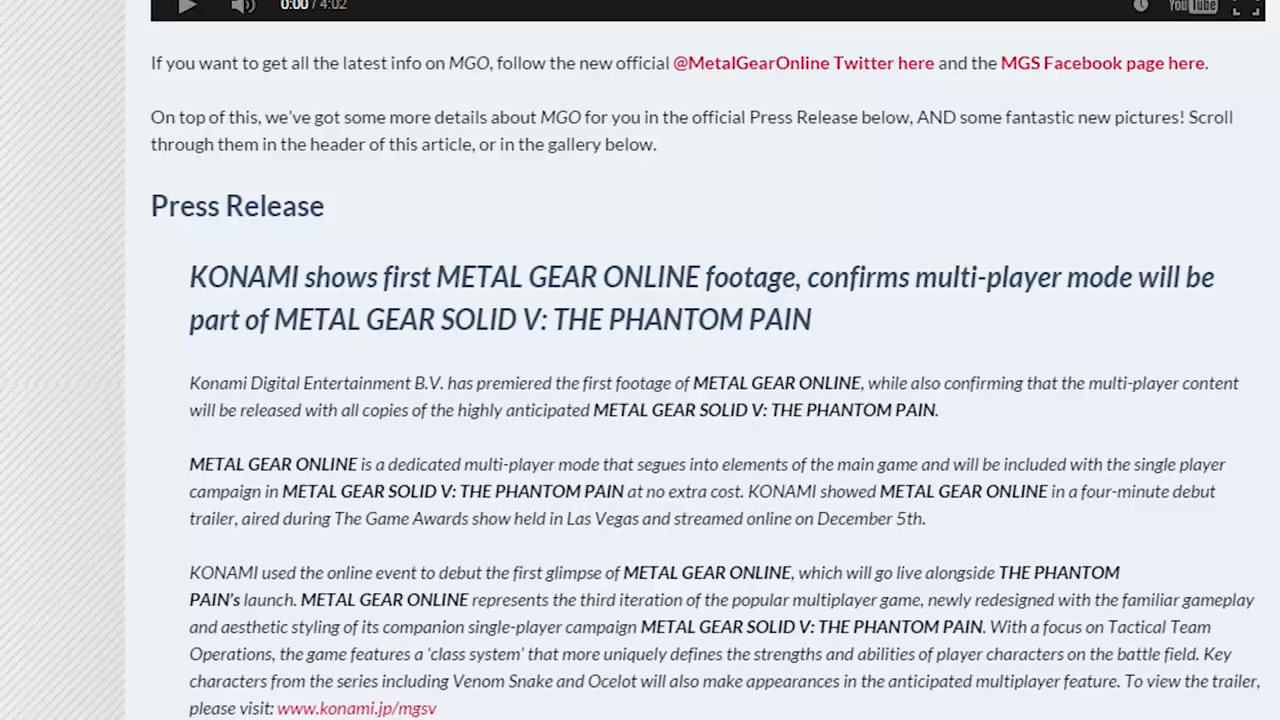 0:00 / 4:02
YouTube
If you want to get all the latest info on MGO, follow the new official @MetalGearOnline Twitter here and the MGS Facebook page here.
On top of this, we've got some more details about MGO for you in the official Press Release below, AND some fantastic new pictures! Scroll
through them in the header of this article, or in the gallery below.
Press Release
KONAMI shows first METAL GEAR ONLINE footage, confirms multi-player mode will be
part of METAL GEAR SOLID V: THE PHANTOM PAIN
Konami Digital Entertainment B.V. has premiered the first footage of METAL GEAR ONLINE, while also confirming that the multi-player content
will be released with all copies of the highly anticipated METAL GEAR SOLID V: THE PHANTOM PAIN.
METAL GEAR ONLINE is a dedicated multi-player mode that segues into elements of the main game and will be included with the single player
campaign in METAL GEAR SOLID V: THE PHANTOM PAIN at no extra cost. KONAMI showed METAL GEAR ONLINE in a four-minute debut
trailer, aired during The Game Awards show held in Las Vegas and streamed online on December 5th.
KONAMI used the online event to debut the first glimpse of METAL GEAR ONLINE, which will go live alongside THE PHANTOM
PAIN's launch. METAL GEAR ONLINE represents the third iteration of the popular multiplayer game, newly redesigned with the familiar gameplay
and aesthetic styling of its companion single-player campaign METAL GEAR SOLID V: THE PHANTOM PAIN. With a focus on Tactical Team
Operations, the game features a 'class system' that more uniquely defines the strengths and abilities of player characters on the battle field. Key
characters from the series including Venom Snake and Ocelot will also make appearances in the anticipated multiplayer feature. To view the trailer,
please visit: www.konami.jp/mgsv